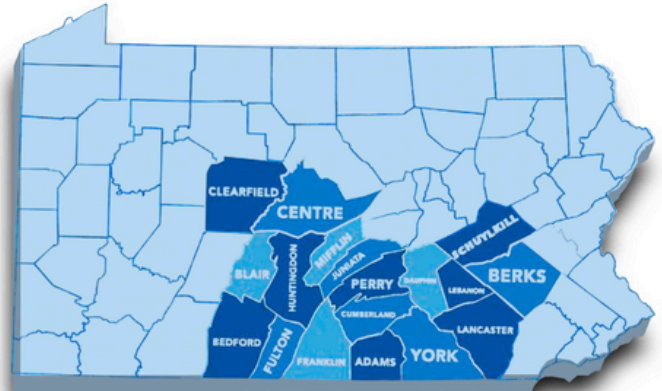 CLEARFIELD
CENTRE
SCHUYLKILL
MIFFLIN
BLAIR
HUNTINGDON
JUNIATA
PERRY
DAUPHIN
BERKS
LEBANON
CUMBERLAND
LANCASTER
BEDFORD
FULTON
FRANKLIN
ADAMS
YORK